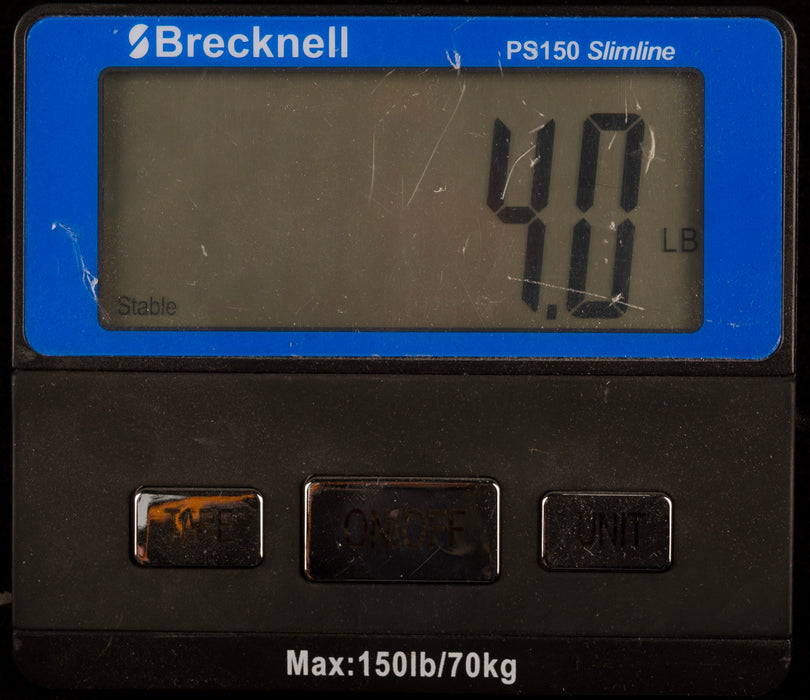 Brecknell
PS150 Slimline
4.0
LB
Stable
TARE
ON/OFF
UNIT
Max:150lb/70kg